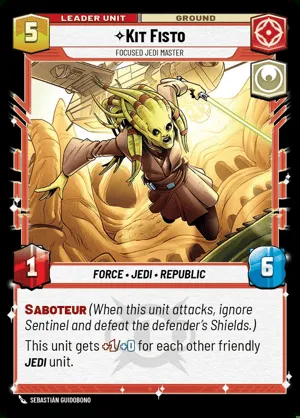 LEADER UNIT
GROUND
5
✧KIT FISTO
FOCUSED JEDI MASTER
1
FORCE • JEDI • REPUBLIC
6
SABOTEUR (When this unit attacks, ignore
Sentinel and defeat the defender's Shields.)
This unit gets +1/+0 for each other friendly
JEDI unit.
SEBASTIÁN GUIDOBONO